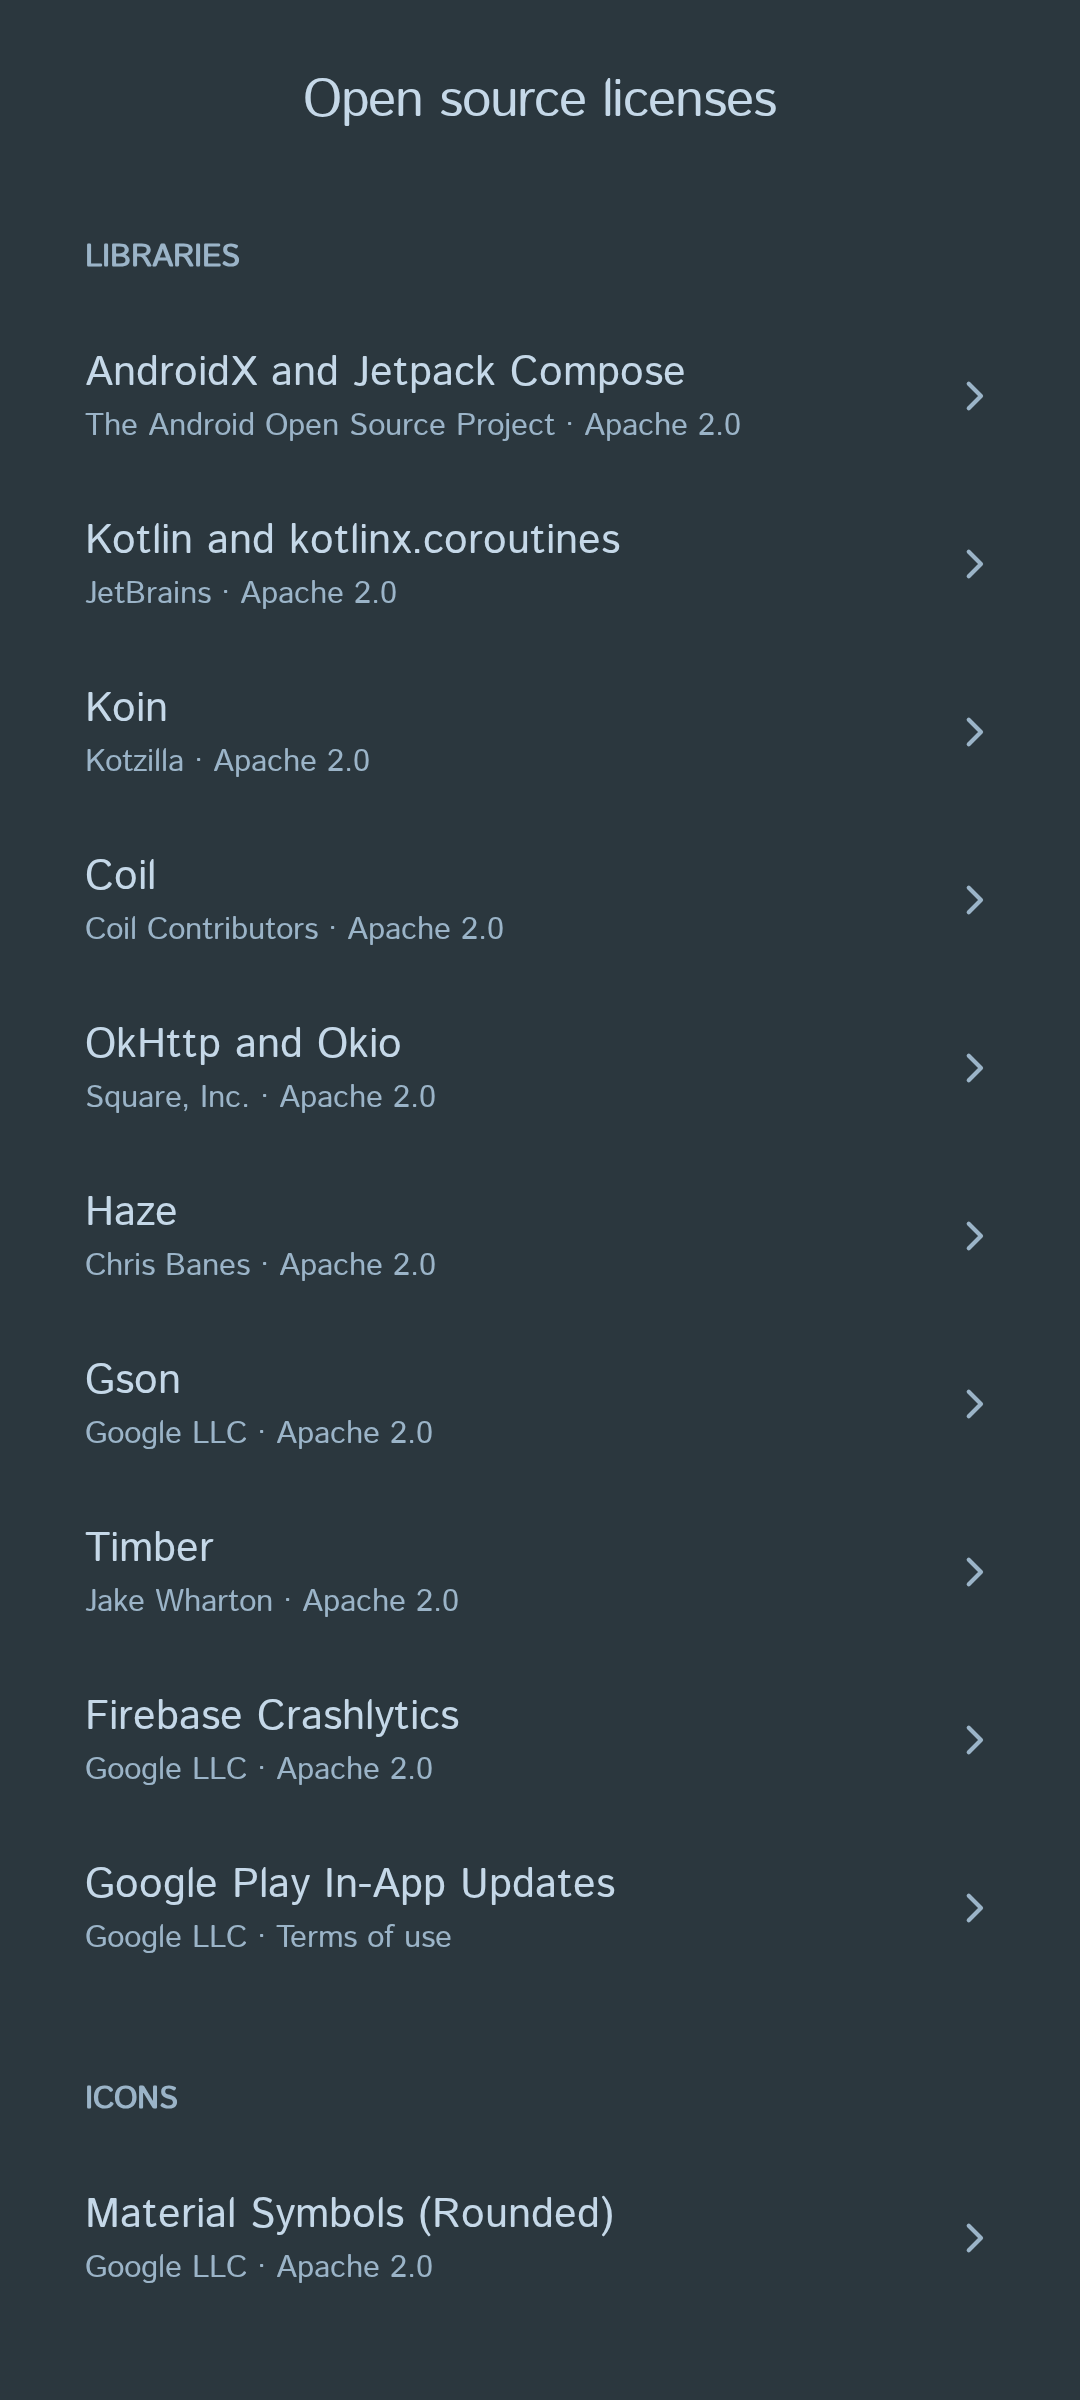 Open source licenses
LIBRARIES
AndroidX and Jetpack Compose
The Android Open Source Project · Apache 2.0
Kotlin and kotlinx.coroutines
JetBrains · Apache 2.0
Koin
Kotzilla · Apache 2.0
Coil
Coil Contributors · Apache 2.0
OkHttp and Okio
Square, Inc. · Apache 2.0
Haze
Chris Banes · Apache 2.0
Gson
Google LLC · Apache 2.0
Timber
Jake Wharton · Apache 2.0
Firebase Crashlytics
Google LLC · Apache 2.0
Google Play In-App Updates
Google LLC · Terms of use
ICONS
Material Symbols (Rounded)
Google LLC · Apache 2.0